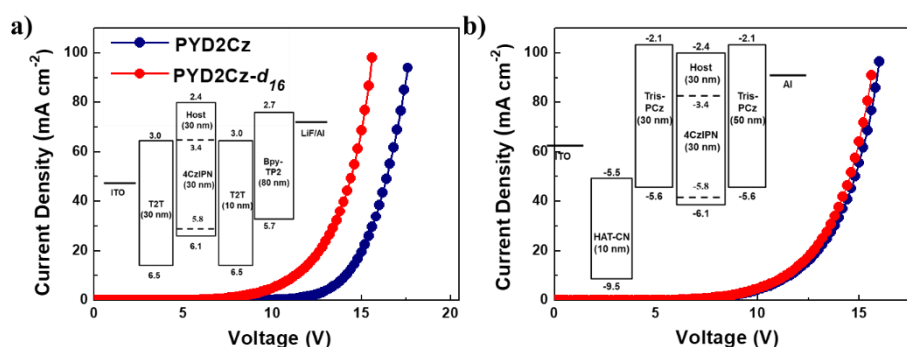 a)
PYD2Cz
PYD2Cz-d16
Current Density (mA cm-2)
100
80
60
40
20
0
0
5
10
15
20
Voltage (V)
ITO
3.0
T2T
(30 nm)
6.5
2.4
Host
(30 nm)
3.4
4CzIPN
(30 nm)
5.8
6.1
3.0
T2T
(10 nm)
6.5
2.7
Bpy-
TP2
(80 nm)
5.7
LiF/Al
b)
Current Density (mA cm-2)
100
80
60
40
20
0
0
5
10
15
Voltage (V)
ITO
-5.5
HAT-CN
(10 nm)
-9.5
-2.1
Tris-
PCz
(30 nm)
-5.6
-2.4
Host
(30 nm)
-3.4
4CzIPN
(30 nm)
-5.8
-6.1
-2.1
Tris-
PCz
(50 nm)
-5.6
Al